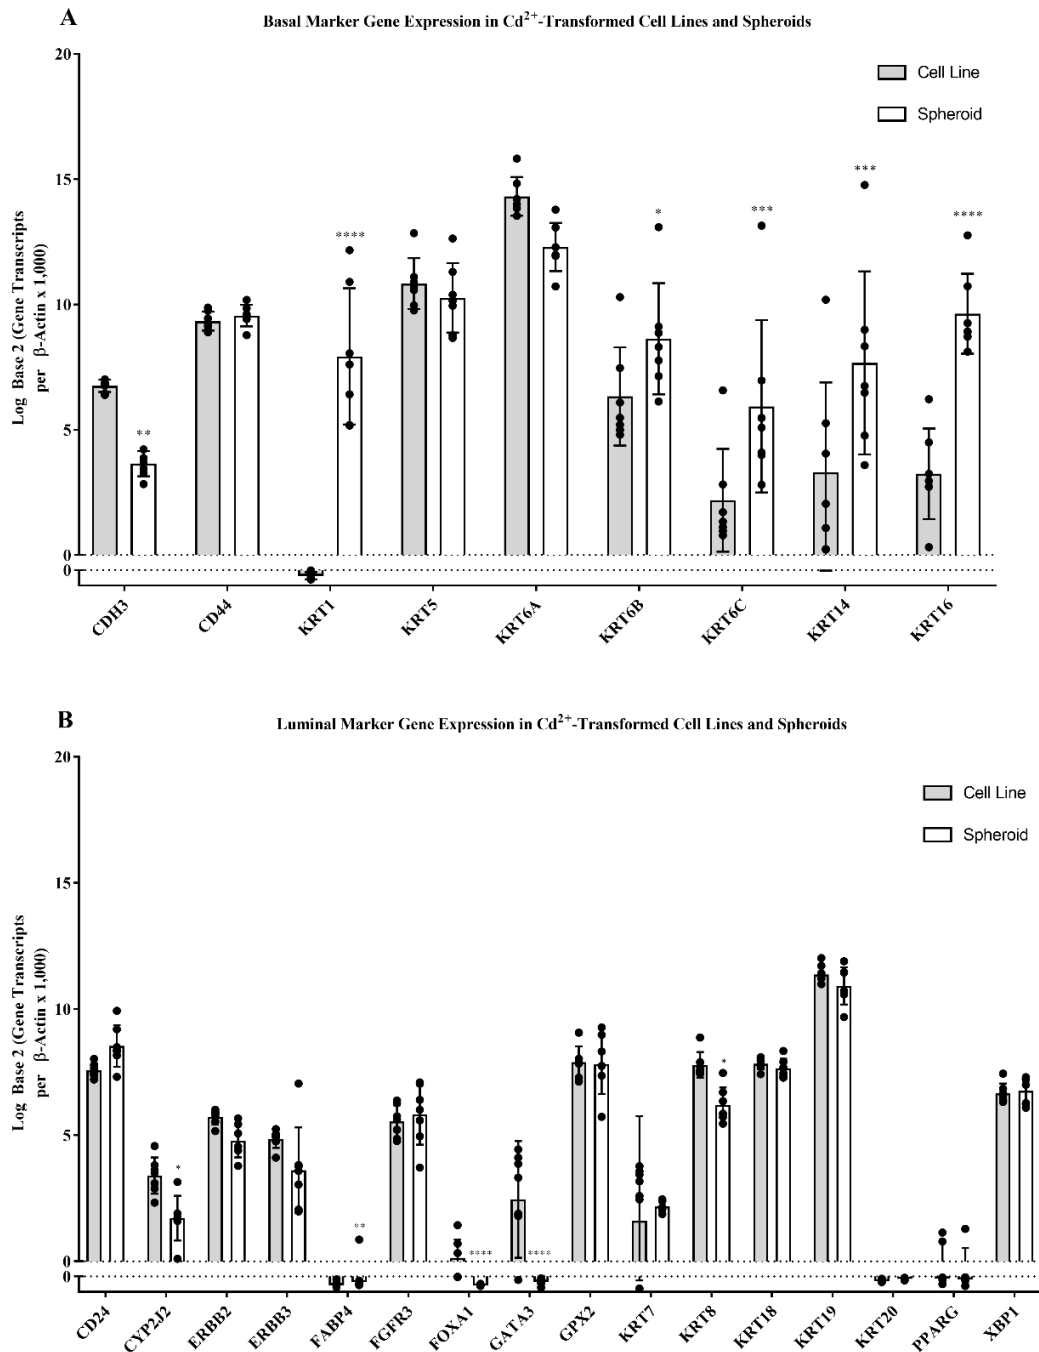 A
Basal Marker Gene Expression in Cd2+-Transformed Cell Lines and Spheroids
20
15
10
5
0
0
Log Base 2 (Gene Transcripts
per β-Actin x 1,000)
Cell Line
Spheroid
**
****
*
***
***
****
CDH3
CD44
KRT1
KRT5
KRT6A
KRT6B
KRT6C
KRT14
KRT16
B
Luminal Marker Gene Expression in Cd2+-Transformed Cell Lines and Spheroids
20
15
10
5
0
0
Log Base 2 (Gene Transcripts
per β-Actin x 1,000)
Cell Line
Spheroid
*
**
****
****
*
CD24
CYP2J2
ERBB2
ERBB3
FABP4
FGFR3
FOXA1
GATA3
GPX2
KRT7
KRT8
KRT18
KRT19
KRT20
PPARG
XBP1